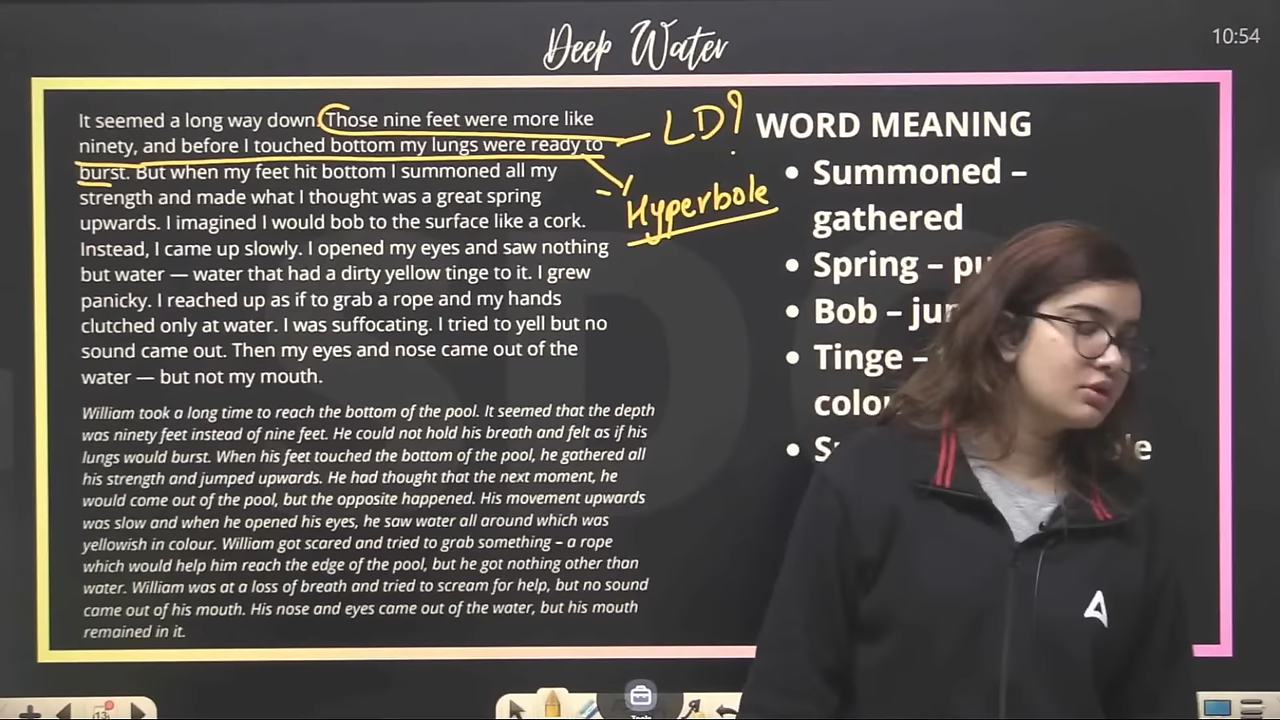 Deep Water
10:54
It seemed a long way down. Those nine feet were more like
ninety, and before I touched bottom my lungs were ready to
burst. But when my feet hit bottom I summoned all my
strength and made what I thought was a great spring
upwards. I imagined I would bob to the surface like a cork.
Instead, I came up slowly. I opened my eyes and saw nothing
but water — water that had a dirty yellow tinge to it. I grew
panicky. I reached up as if to grab a rope and my hands
clutched only at water. I was suffocating. I tried to yell but no
sound came out. Then my eyes and nose came out of the
water — but not my mouth.
William took a long time to reach the bottom of the pool. It seemed that the depth
was ninety feet instead of nine feet. He could not hold his breath and felt as if his
lungs would burst. When his feet touched the bottom of the pool, he gathered all
his strength and jumped upwards. He had thought that the next moment, he
would come out of the pool, but the opposite happened. His movement upwards
was slow and when he opened his eyes, he saw water all around which was
yellowish in colour. William got scared and tried to grab something – a rope
which would help him reach the edge of the pool, but he got nothing other than
water. William was at a loss of breath and tried to scream for help, but no sound
came out of his mouth. His nose and eyes came out of the water, but his mouth
remained in it.
LD?
Hyperbole
WORD MEANING
• Summoned –
gathered
• Spring –
• Bob –
• Tinge –